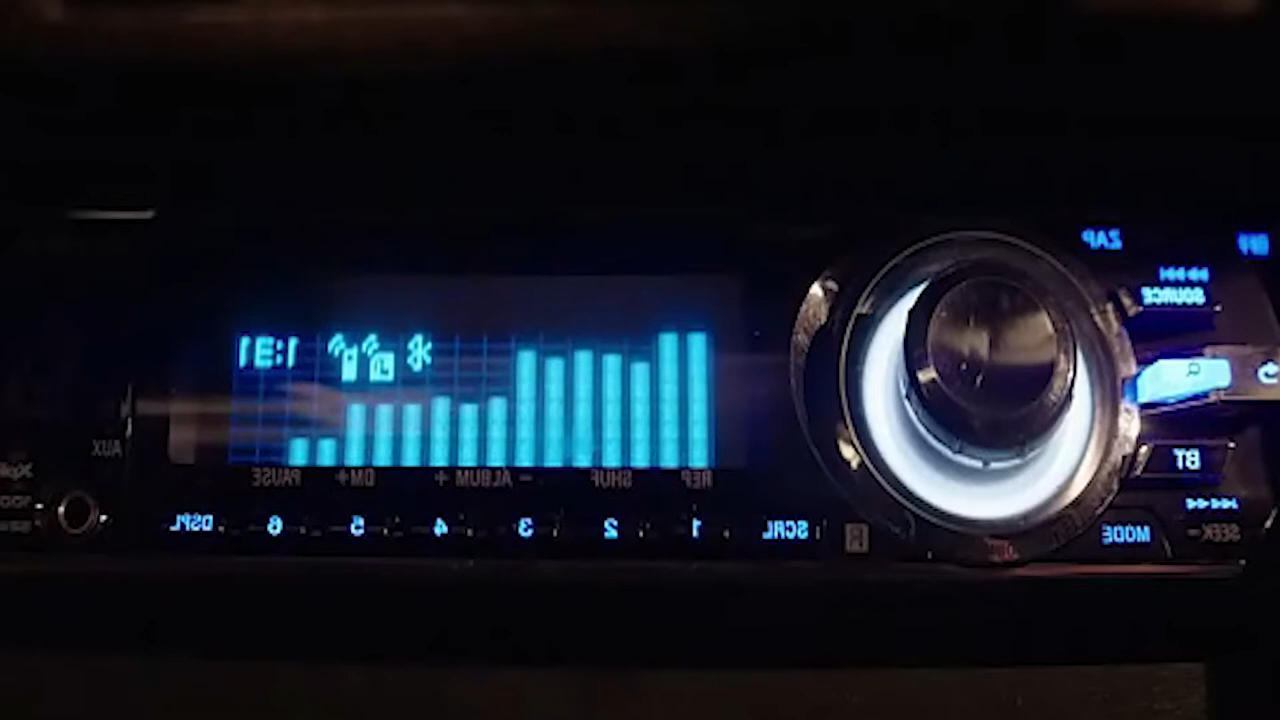 OFF ZAP
SOURCE
1:31
BT
AUX
REP SHUF − ALBUM + DM+ PAUSE
SEEK−
MODE
SCRL 1 2 3 4 5 6 DSPL